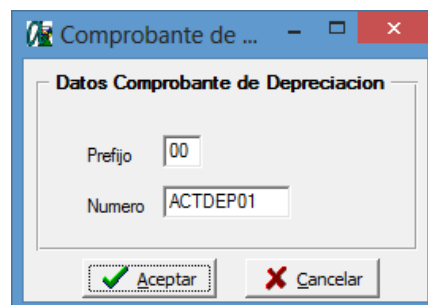 Comprobante de ...
Datos Comprobante de Depreciacion
Prefijo 00
Numero ACTDEP01
Aceptar Cancelar